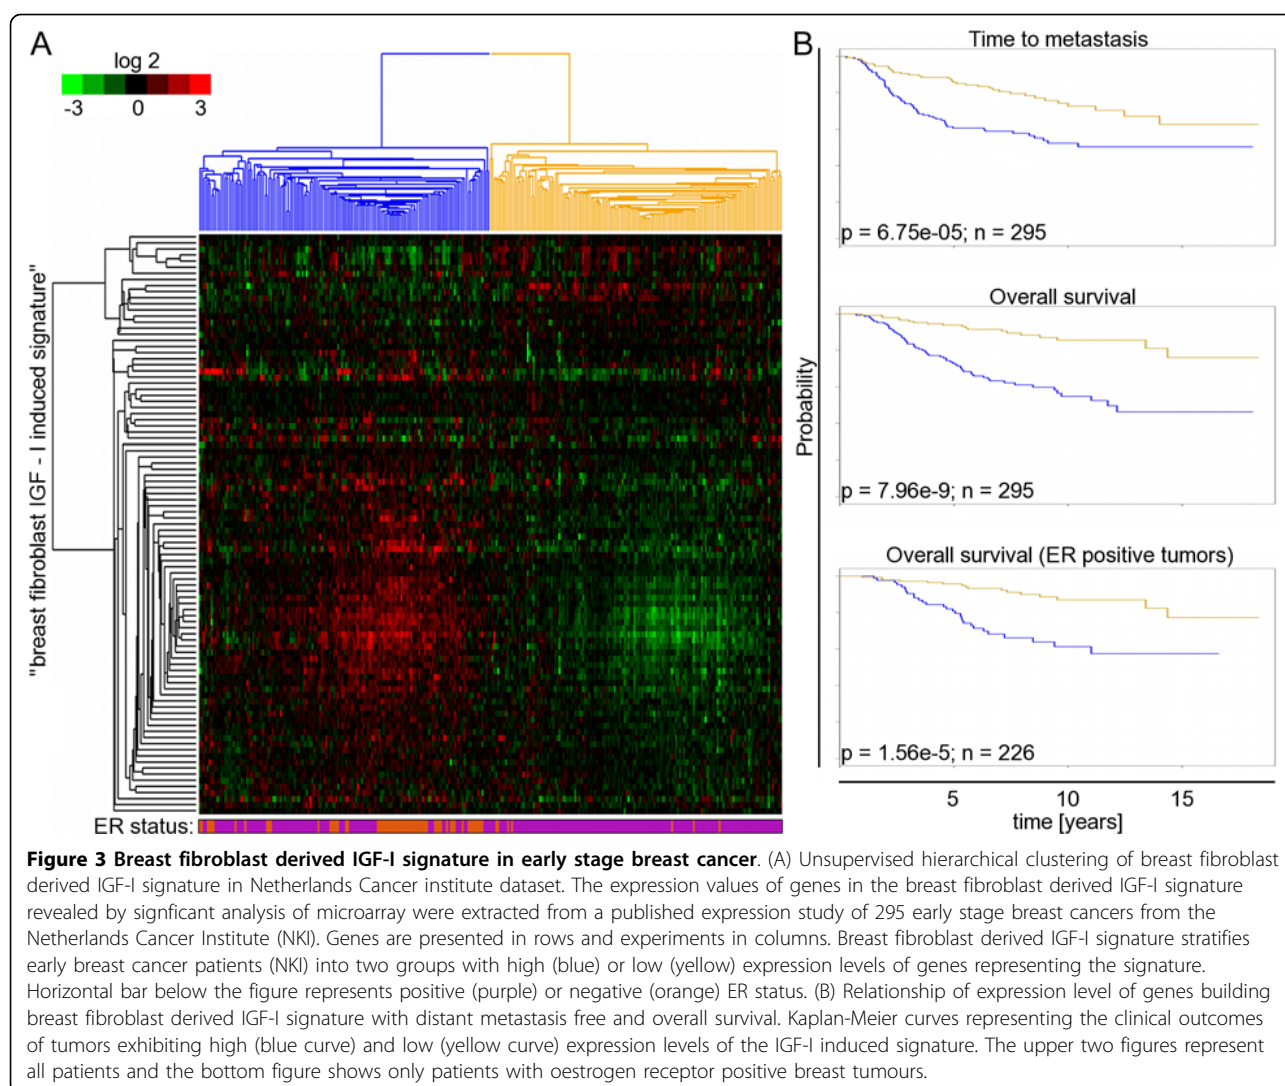 A
log 2
-3 0 3
"breast fibroblast IGF - I induced signature"
ER status:
B
Time to metastasis
p = 6.75e-05; n = 295
Overall survival
p = 7.96e-9; n = 295
Overall survival (ER positive tumors)
p = 1.56e-5; n = 226
Probability
5 10 15
time [years]
Figure 3 Breast fibroblast derived IGF-I signature in early stage breast cancer. (A) Unsupervised hierarchical clustering of breast fibroblast
derived IGF-I signature in Netherlands Cancer institute dataset. The expression values of genes in the breast fibroblast derived IGF-I signature
revealed by signficant analysis of microarray were extracted from a published expression study of 295 early stage breast cancers from the
Netherlands Cancer Institute (NKI). Genes are presented in rows and experiments in columns. Breast fibroblast derived IGF-I signature stratifies
early breast cancer patients (NKI) into two groups with high (blue) or low (yellow) expression levels of genes representing the signature.
Horizontal bar below the figure represents positive (purple) or negative (orange) ER status. (B) Relationship of expression level of genes building
breast fibroblast derived IGF-I signature with distant metastasis free and overall survival. Kaplan-Meier curves representing the clinical outcomes
of tumors exhibiting high (blue curve) and low (yellow curve) expression levels of the IGF-I induced signature. The upper two figures represent
all patients and the bottom figure shows only patients with oestrogen receptor positive breast tumours.